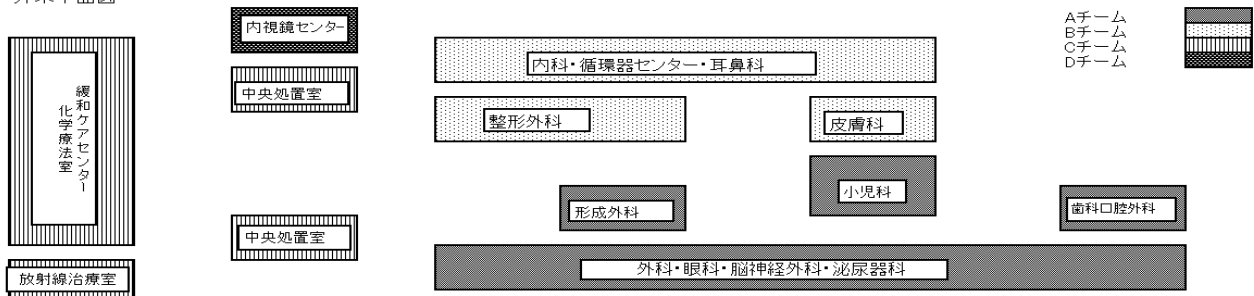 外来平面図
Aチーム
Bチーム
Cチーム
Dチーム
内視鏡センター
中央処置室
内科・循環器センター・耳鼻科
整形外科
皮膚科
緩和ケアセンター
化学療法室
小児科
形成外科
歯科口腔外科
中央処置室
外科・眼科・脳神経外科・泌尿器科
放射線治療室